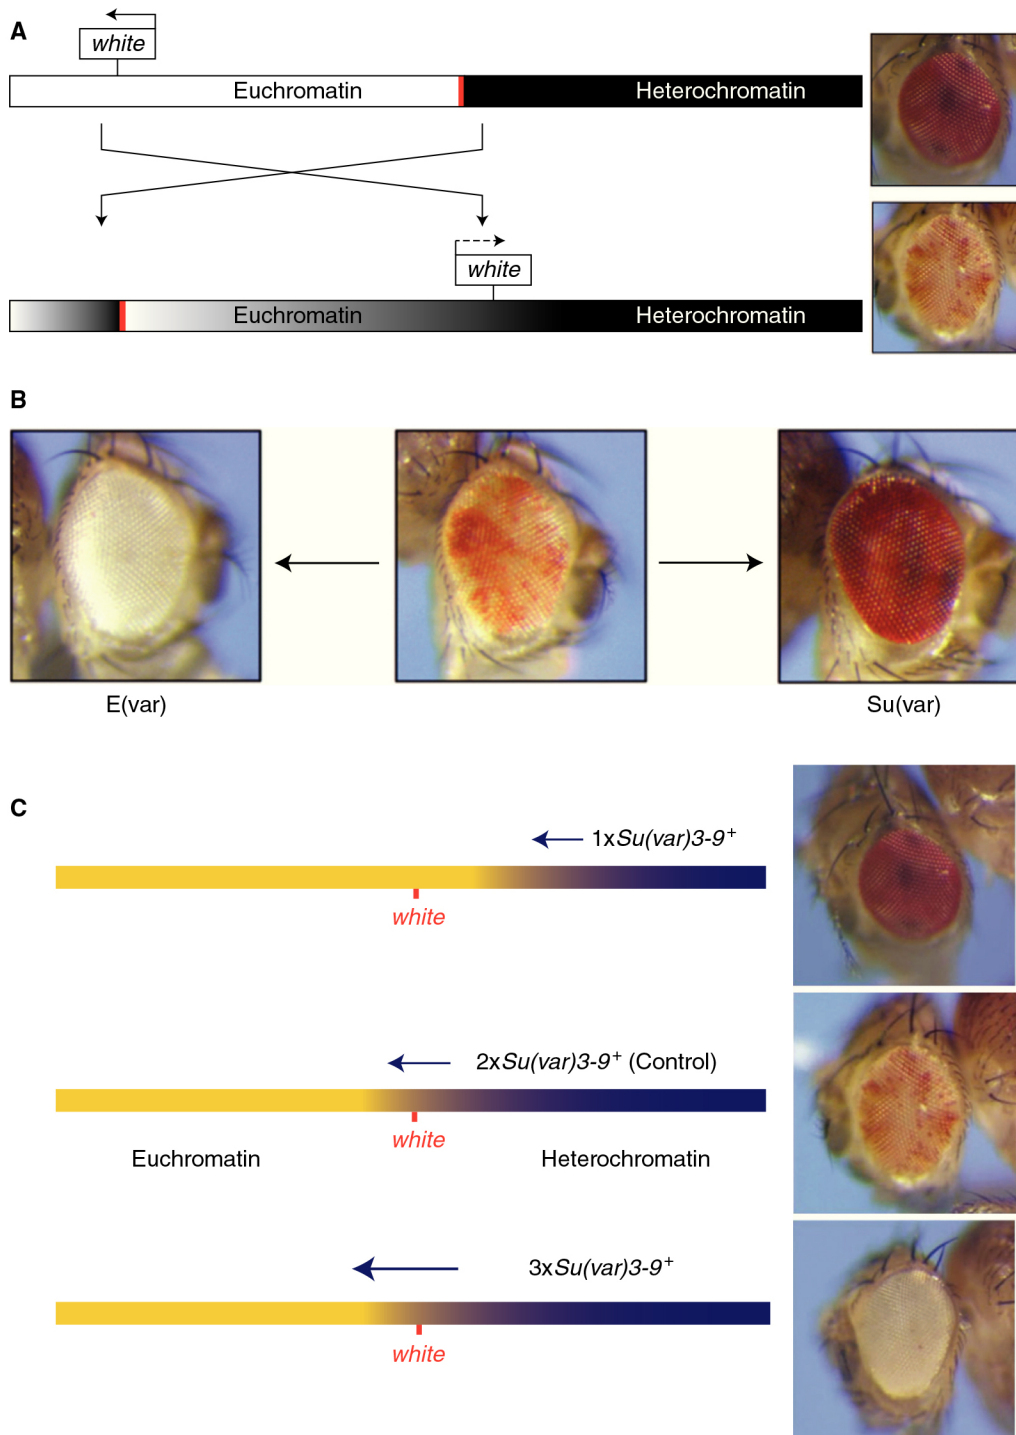 A
white
Euchromatin Heterochromatin
white
Euchromatin Heterochromatin
B
E(var) Su(var)
C
1xSu(var)3-9⁺
white
2xSu(var)3-9⁺ (Control)
white
Euchromatin Heterochromatin
3xSu(var)3-9⁺
white